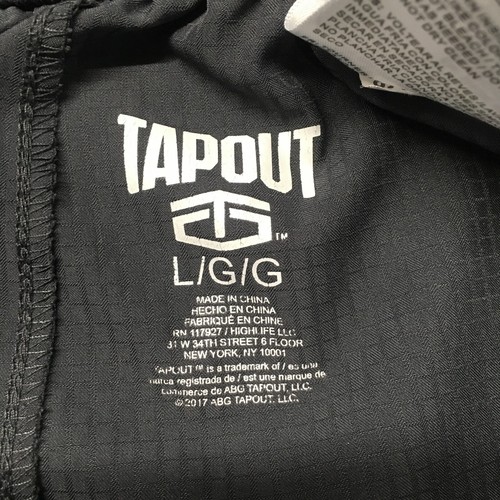 TAPOUT
TM
L/G/G
MADE IN CHINA
HECHO EN CHINA
FABRIQUÉ EN CHINE
RN 117927 / HIGHLIFE LLC
31 W 34TH STREET 6 FLOOR
NEW YORK, NY 10001
TAPOUT™ is a trademark of / es una
marca registrada de / est une marque de
commerce de ABG TAPOUT, LLC.
©2017 ABG TAPOUT, LLC.